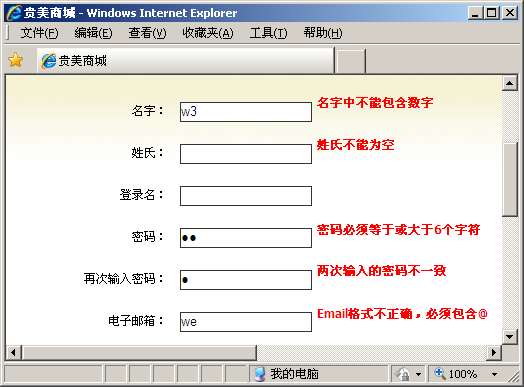 贵美商城 - Windows Internet Explorer
文件(F) 编辑(E) 查看(V) 收藏夹(A) 工具(T) 帮助(H)
贵美商城
名字： w3 名字中不能包含数字
姓氏： 姓氏不能为空
登录名：
密码： ●● 密码必须等于或大于6个字符
再次输入密码： ● 两次输入的密码不一致
电子邮箱： we Email格式不正确，必须包含@
我的电脑 100%